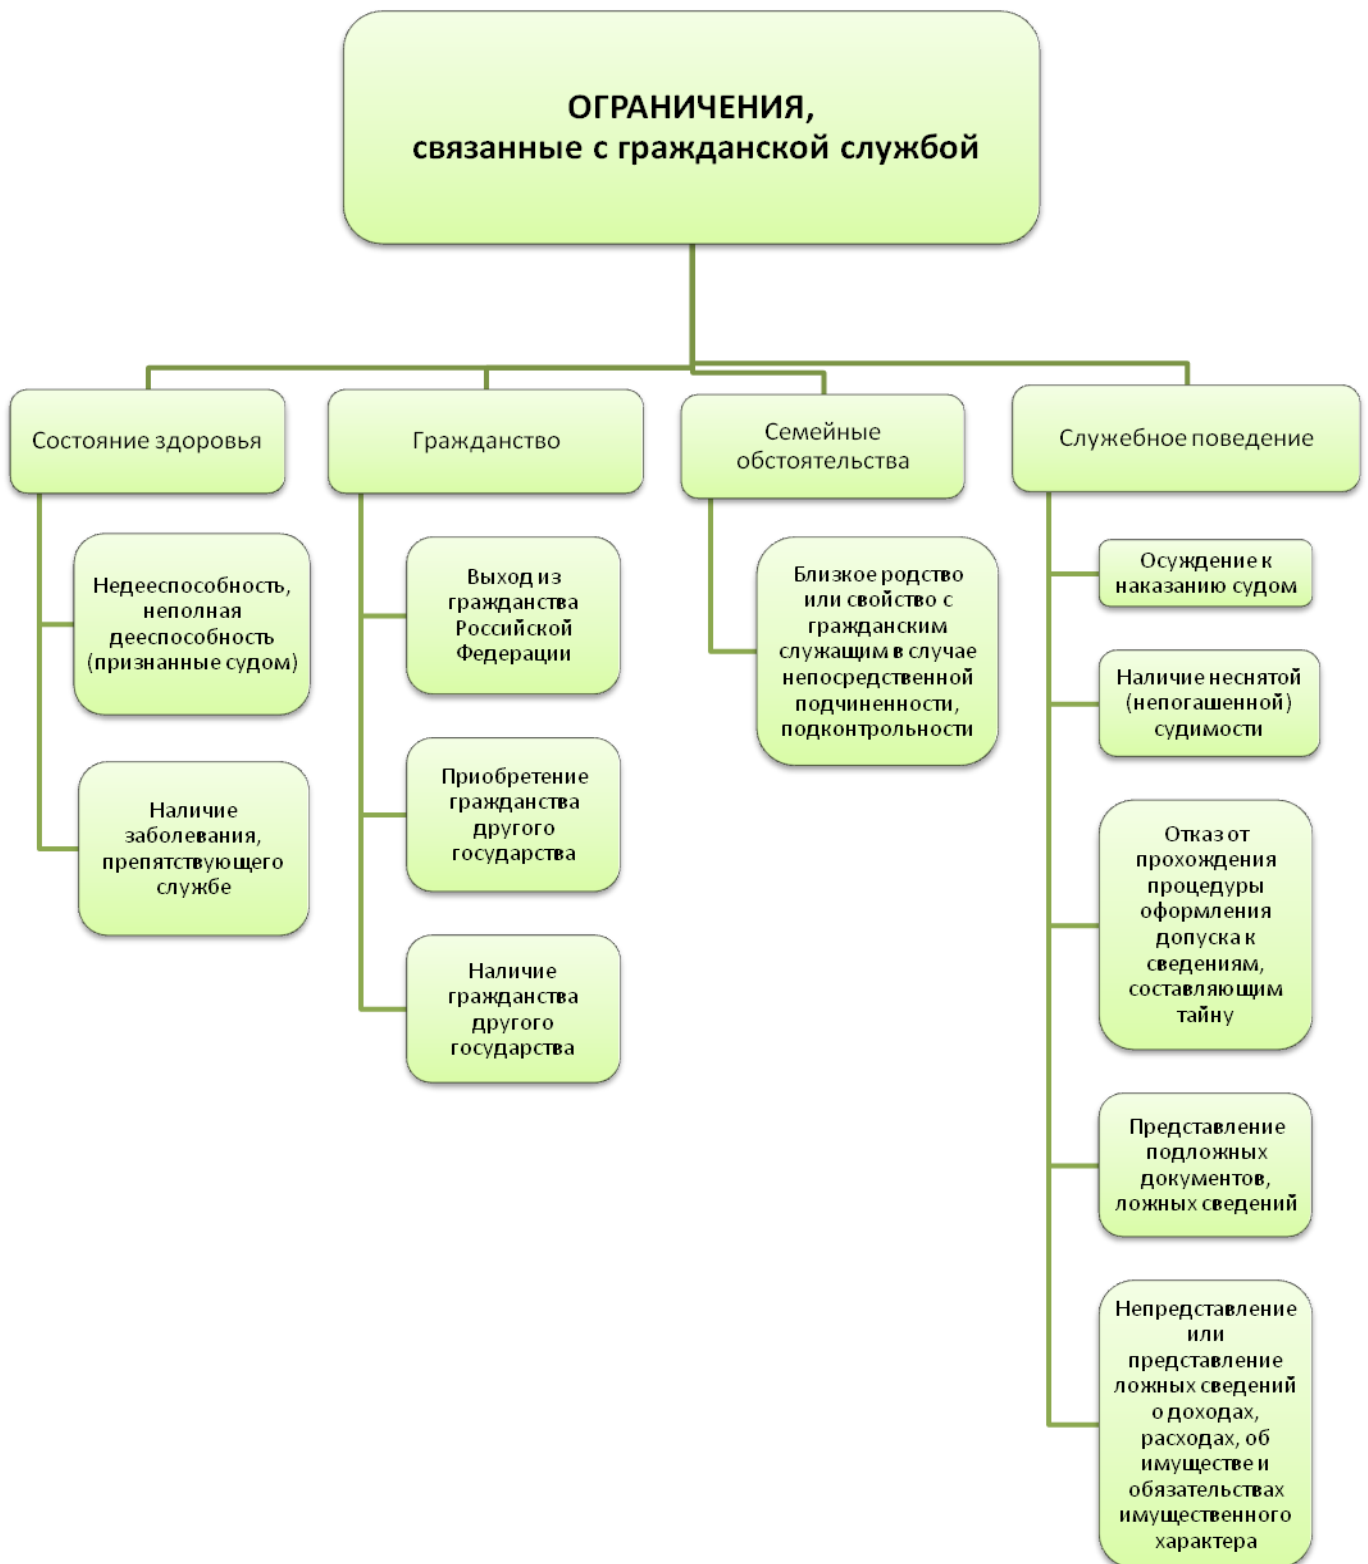 ОГРАНИЧЕНИЯ,
связанные с гражданской службой
Состояние здоровья
Недееспособность,
неполная
дееспособность
(признанные судом)
Наличие
заболевания,
препятствующего
службе
Гражданство
Выход из
гражданства
Российской
Федерации
Приобретение
гражданства
другого
государства
Наличие
гражданства
другого
государства
Семейные
обстоятельства
Близкое родство
или свойство с
гражданским
служащим в случае
непосредственной
подчиненности,
подконтрольности
Служебное поведение
Осуждение к
наказанию судом
Наличие неснятой
(непогашенной)
судимости
Отказ от
прохождения
процедуры
оформления
допуска к
сведениям,
составляющим
тайну
Представление
подложных
документов,
ложных сведений
Непредставление
или
представление
ложных сведений
о доходах,
расходах, об
имуществе и
обязательствах
имущественного
характера